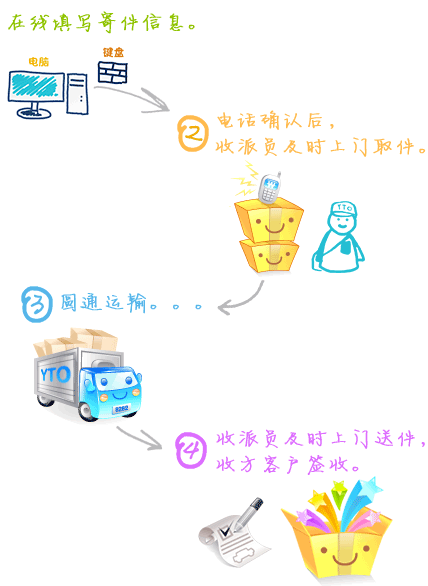 在线填写寄件信息。
电脑
键盘
② 电话确认后，
收派员及时上门取件。
YTO
③ 圆通运输。。。
YTO
8282
④ 收派员及时上门送件，
收方客户签收。